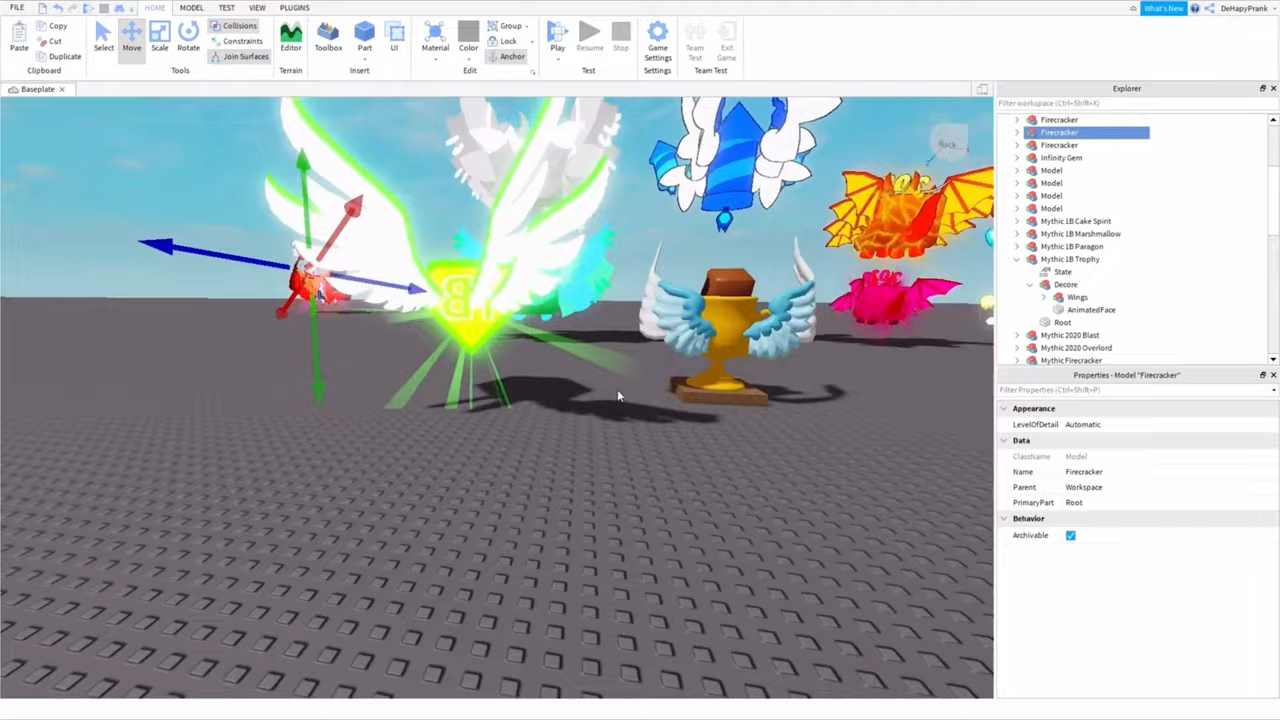 FILE HOME MODEL TEST VIEW PLUGINS What's New DeHapyPrank
Copy Collisions Group
Paste Cut Select Move Scale Rotate Constraints Editor Toolbox Part UI Material Color Lock Play Resume Stop Game Settings Team Test Exit Game
Duplicate Join Surfaces Anchor
Clipboard Tools Terrain Insert Edit Test Settings Team Test
Baseplate
Explorer
Filter workspace (Ctrl+Shift+X)
Firecracker
Firecracker
Firecracker
Infinity Gem
Model
Model
Model
Model
Mythic 1B Cake Spirit
Mythic 1B Marshmallow
Mythic 1B Paragon
Mythic 1B Trophy
State
Decore
Wings
AnimatedFace
Root
Mythic 2020 Blast
Mythic 2020 Overlord
Mythic Firecracker
Properties - Model "Firecracker"
Filter Properties (Ctrl+Shift+P)
Appearance
LevelOfDetail Automatic
Data
ClassName Model
Name Firecracker
Parent Workspace
PrimaryPart Root
Behavior
Archivable